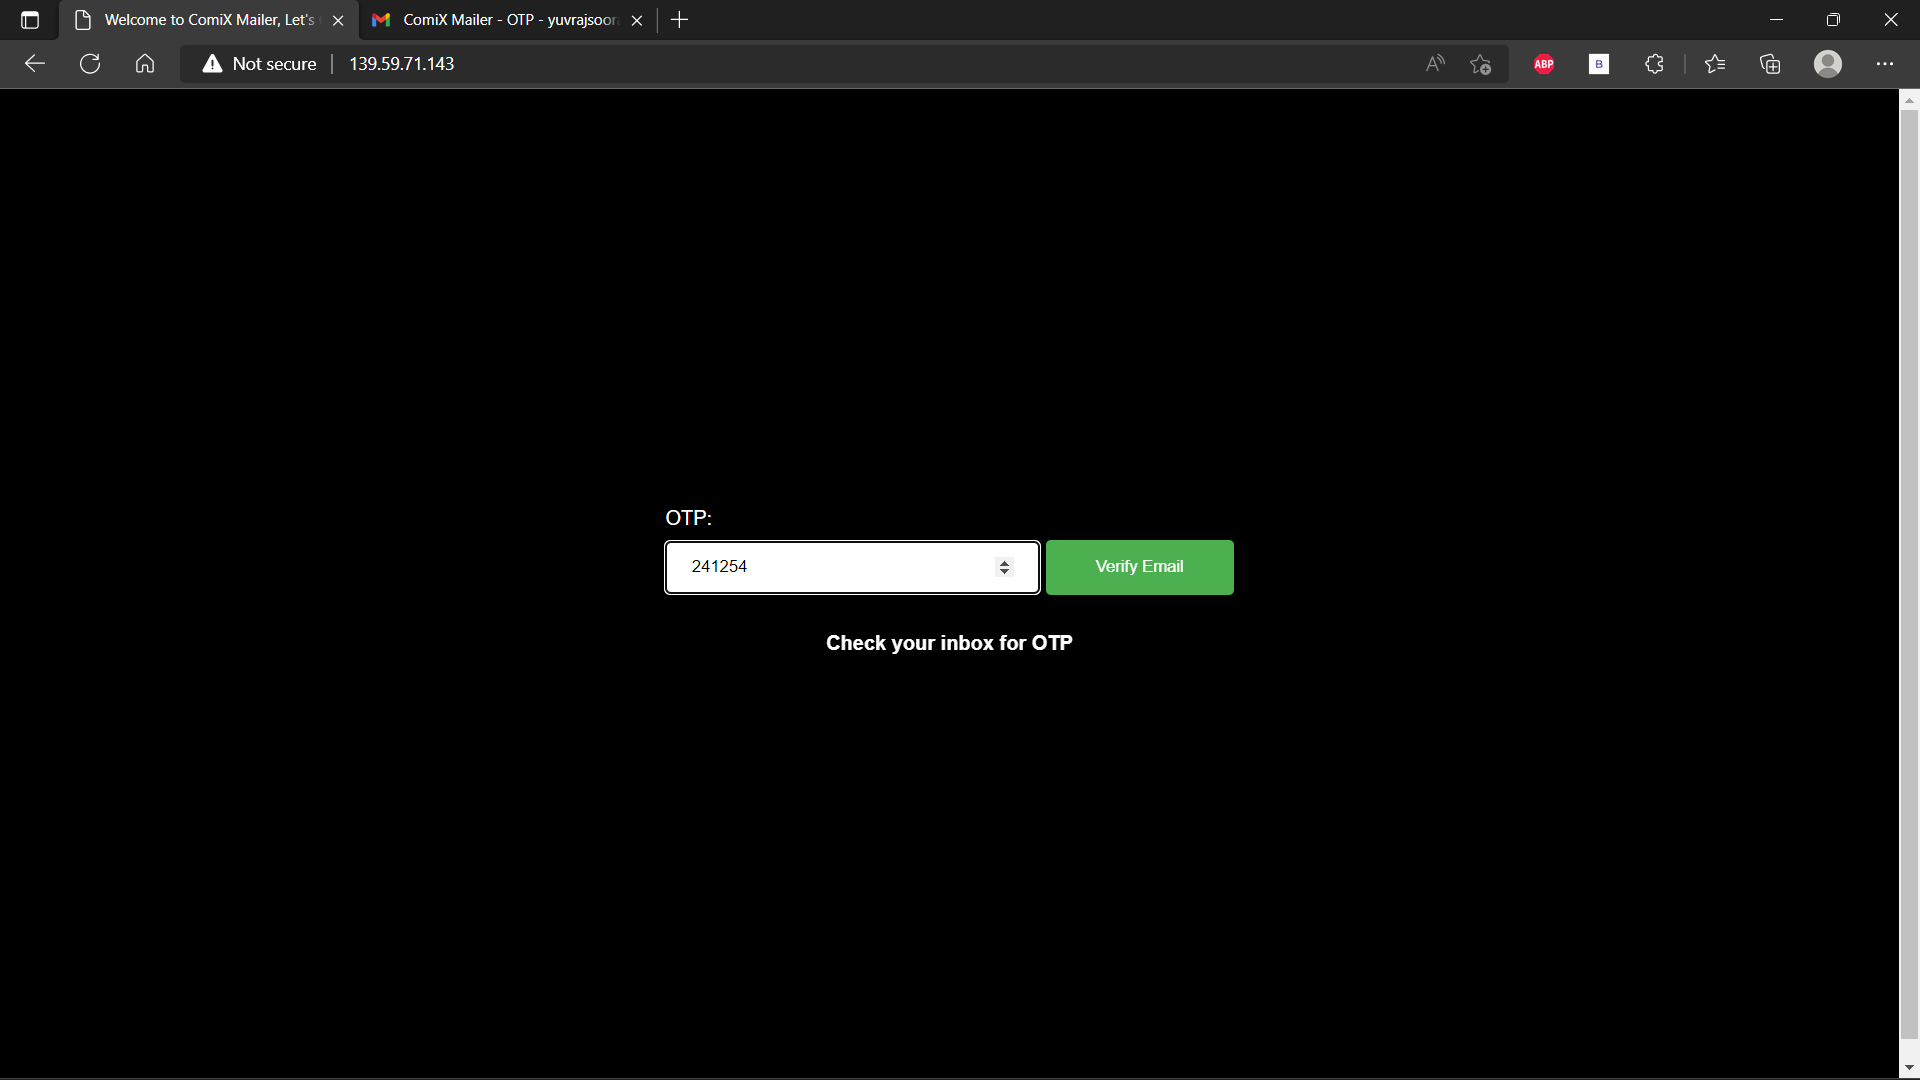 Welcome to ComiX Mailer, Let's
ComiX Mailer - OTP - yuvrajsoor
Not secure
139.59.71.143
ABP
B
OTP:
241254
Verify Email
Check your inbox for OTP